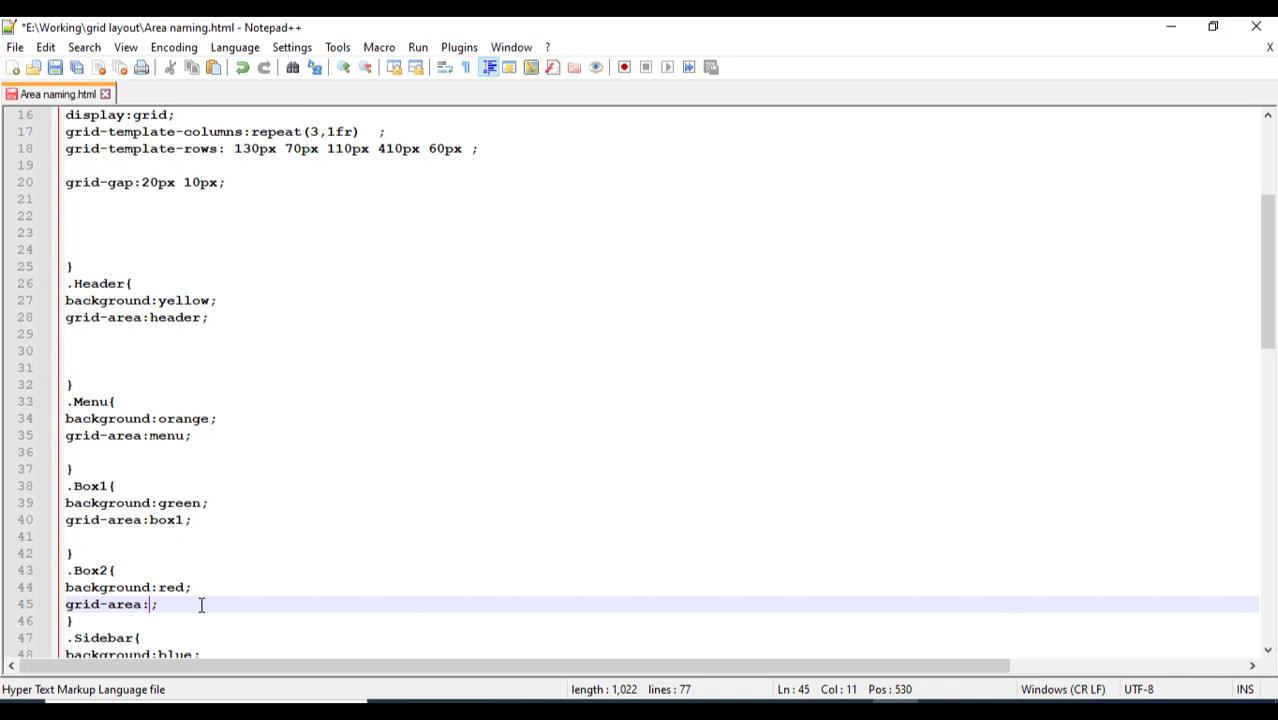 *E:\Working\grid layout\Area naming.html - Notepad++
File Edit Search View Encoding Language Settings Tools Macro Run Plugins Window ? X
Area naming.html
16 display:grid;
17 grid-template-columns:repeat(3,1fr)  ;
18 grid-template-rows: 130px 70px 110px 410px 60px ;
19
20 grid-gap:20px 10px;
21
22
23
24
25 }
26 .Header{
27 background:yellow;
28 grid-area:header;
29
30
31
32 }
33 .Menu{
34 background:orange;
35 grid-area:menu;
36
37 }
38 .Box1{
39 background:green;
40 grid-area:box1;
41
42 }
43 .Box2{
44 background:red;
45 grid-area:;
46 }
47 .Sidebar{
48 background:blue;
Hyper Text Markup Language file length : 1,022 lines : 77 Ln : 45 Col : 11 Pos : 530 Windows (CR LF) UTF-8 INS